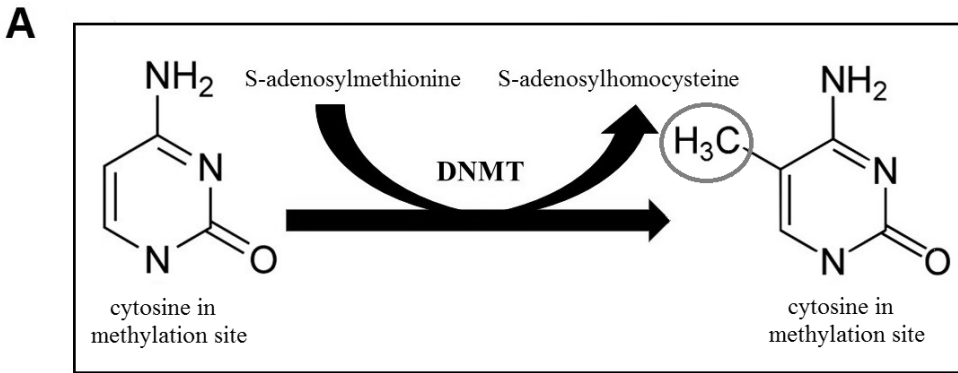 A
NH₂
S-adenosylmethionine
S-adenosylhomocysteine
NH₂
H₃C
N
DNMT
N
N
O
N
O
cytosine in
methylation site
cytosine in
methylation site